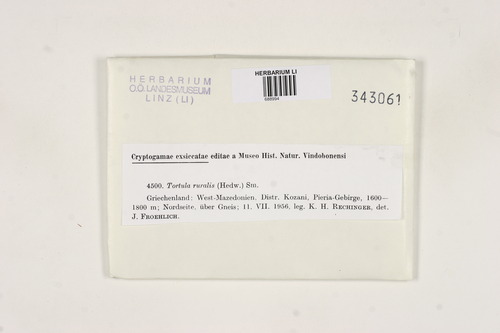 HERBARIUM
O.Ö. LANDESMUSEUM
LINZ (LI)
HERBARIUM LI
343061
Cryptogamae exsiccatae editae a Museo Hist. Natur. Vindobonensi
4500. Tortula ruralis (Hedw.) Sm.
Griechenland: West-Mazedonien, Distr. Kozani, Pieria-Gebirge, 1600—
1800 m; Nordseite, über Gneis; 11. VII. 1956, leg. K. H. RECHINGER, det.
J. FROEHLICH.